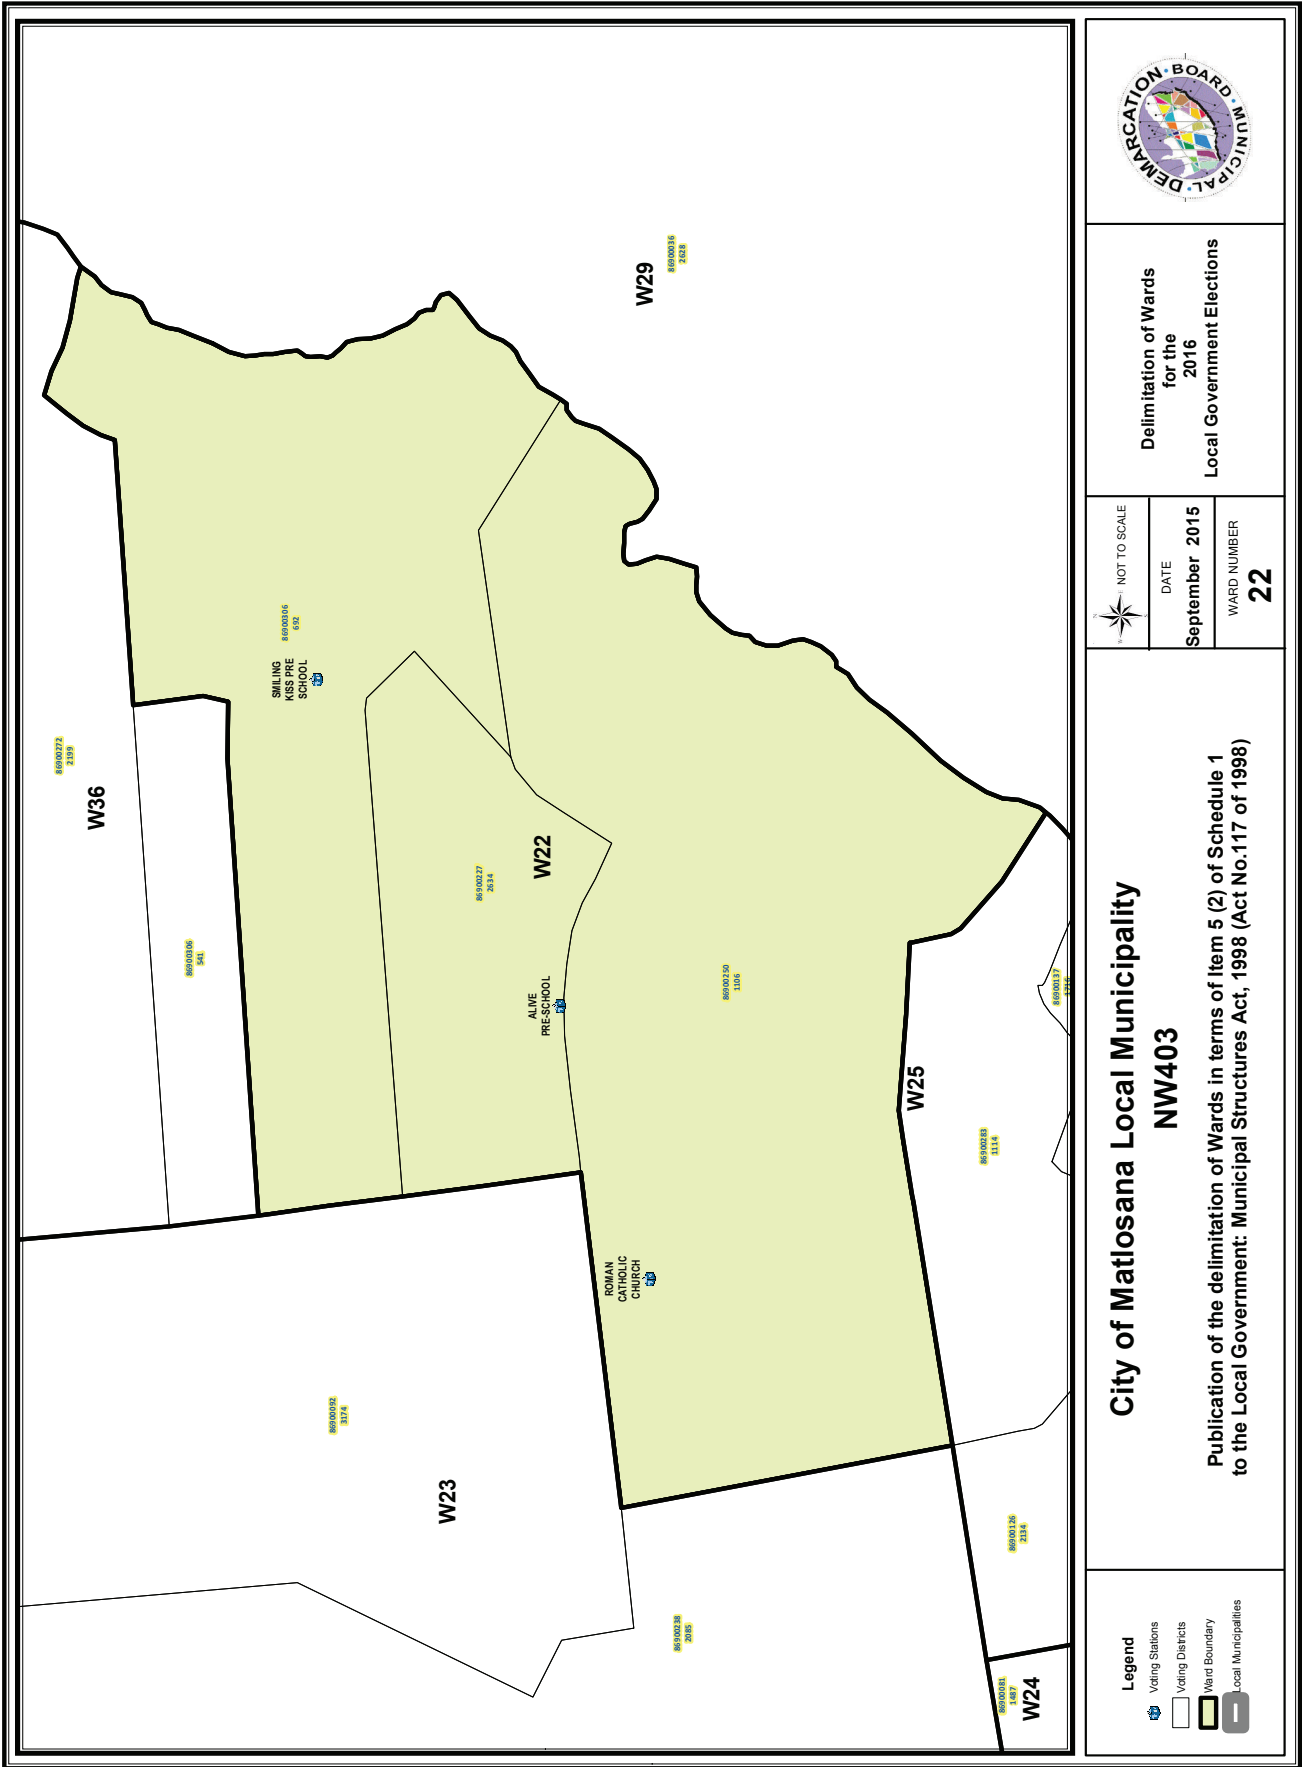 86900272
2199
W36
86900306
541
SMILING
KISS PRE
SCHOOL
86900306
692
W29
86900036
2628
86900227
2634
W22
ALIVE
PRE-SCHOOL
86900250
1106
86900092
3174
W23
ROMAN
CATHOLIC
CHURCH
W25
86900283
1114
86900137
1716
86900238
2085
86900126
2134
86900081
1487
W24
Legend
Voting Stations
Voting Districts
Ward Boundary
Local Municipalities
City of Matlosana Local Municipality
NW403
Publication of the delimitation of Wards in terms of Item 5 (2) of Schedule 1
to the Local Government: Municipal Structures Act, 1998 (Act No.117 of 1998)
N
W
E
S
NOT TO SCALE
DATE
September 2015
WARD NUMBER
22
Delimitation of Wards
for the
2016
Local Government Elections
MUNICIPAL DEMARCATION BOARD